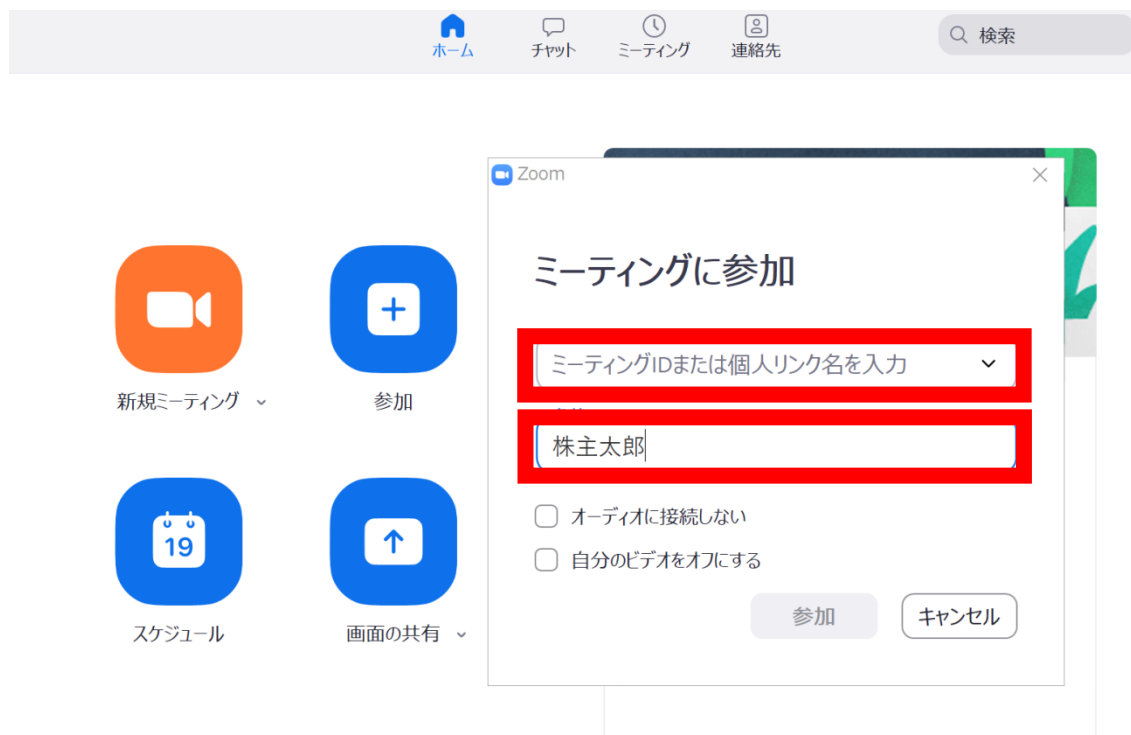 ホーム
チャット
ミーティング
連絡先
検索
Zoom
ミーティングに参加
ミーティングIDまたは個人リンク名を入力
株主太郎
オーディオに接続しない
自分のビデオをオフにする
参加
キャンセル
新規ミーティング
参加
19
スケジュール
画面の共有